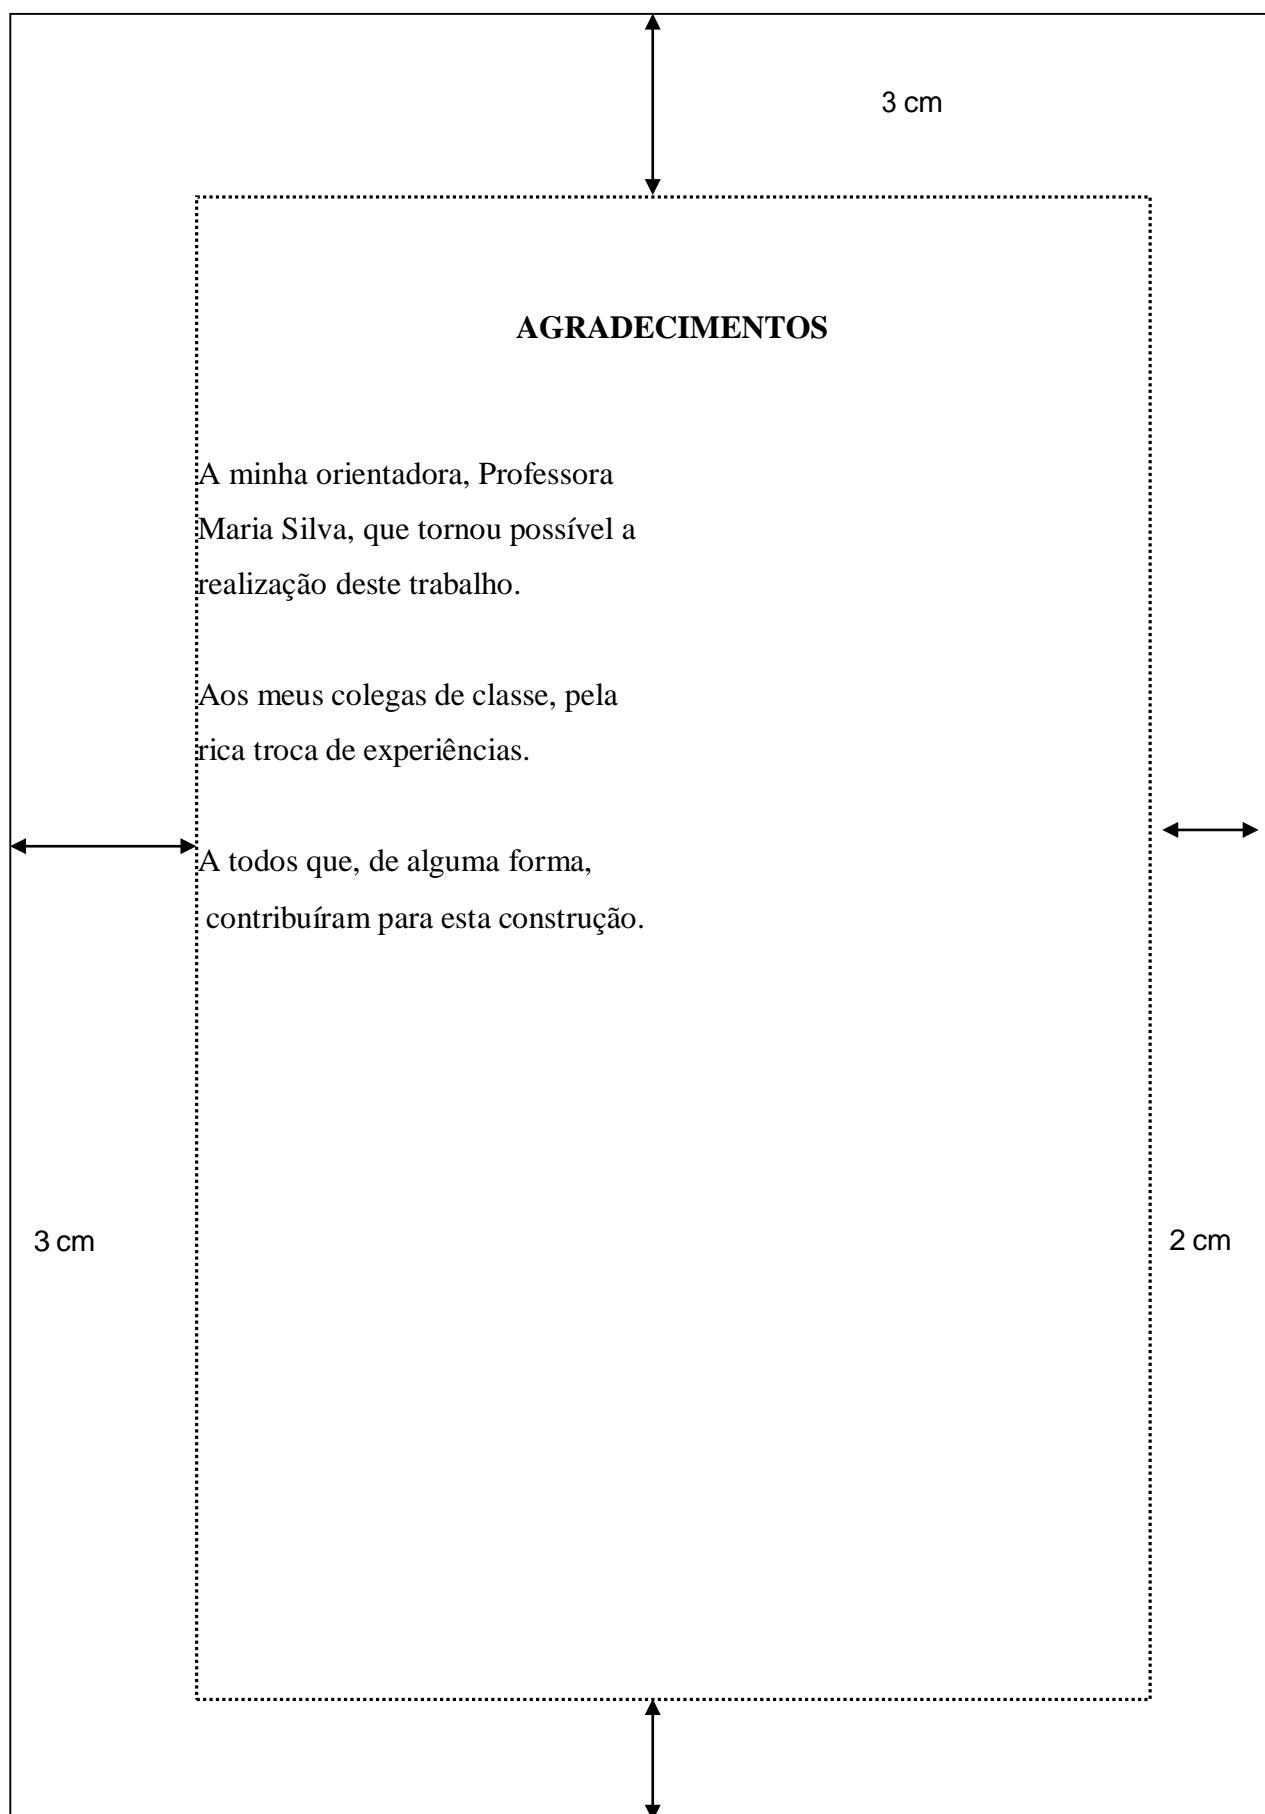 3 cm
AGRADECIMENTOS
A minha orientadora, Professora
Maria Silva, que tornou possível a
realização deste trabalho.
Aos meus colegas de classe, pela
rica troca de experiências.
A todos que, de alguma forma,
contribuíram para esta construção.
3 cm
2 cm